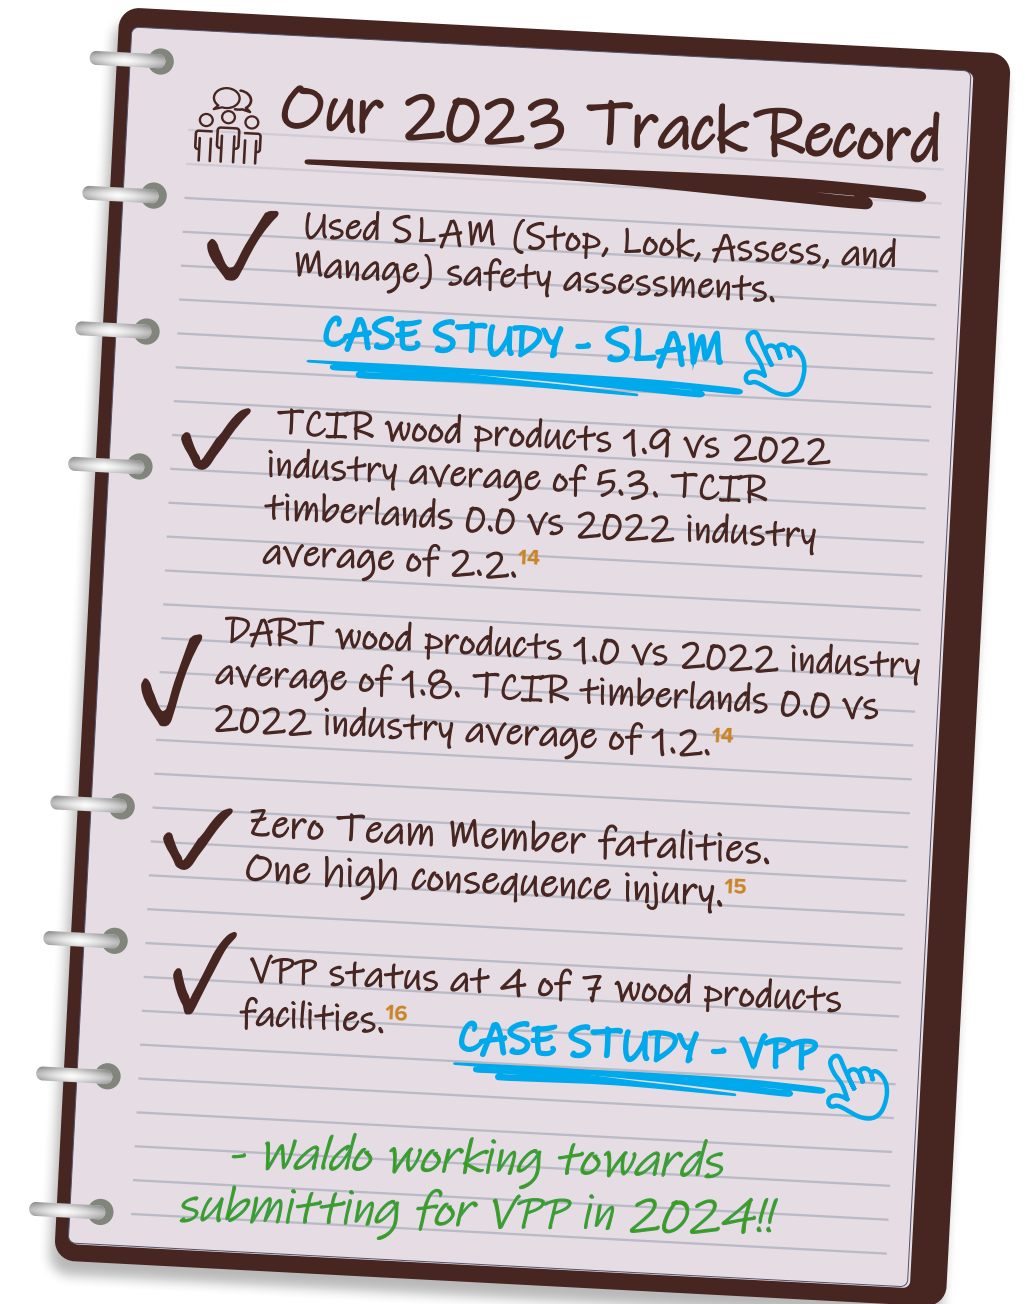 Our 2023 Track Record
Used SLAM (Stop, Look, Assess, and
Manage) safety assessments.
CASE STUDY - SLAM
TCIR wood products 1.9 vs 2022
industry average of 5.3. TCIR
timberlands 0.0 vs 2022 industry
average of 2.2.14
DART wood products 1.0 vs 2022 industry
average of 1.8. TCIR timberlands 0.0 vs
2022 industry average of 1.2.14
Zero Team Member fatalities.
One high consequence injury.15
VPP status at 4 of 7 wood products
facilities.16
CASE STUDY - VPP
- Waldo working towards
submitting for VPP in 2024!!